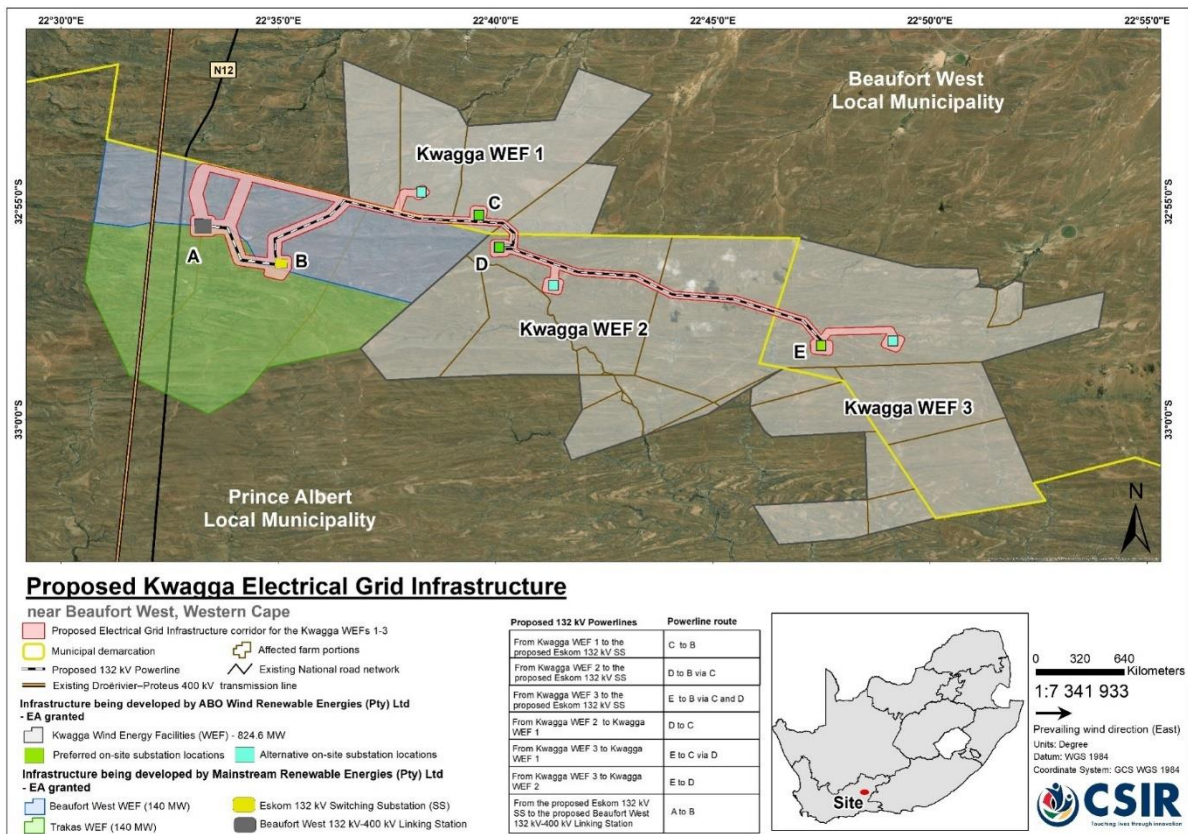 22°30'0"E 22°35'0"E 22°40'0"E 22°45'0"E 22°50'0"E 22°55'0"E
N12
Beaufort West
Local Municipality
Kwagga WEF 1
32°55'0"S
32°55'0"S
C
A
B
D
Kwagga WEF 2
E
Kwagga WEF 3
33°0'0"S
33°0'0"S
Prince Albert
Local Municipality
N
Proposed Kwagga Electrical Grid Infrastructure
near Beaufort West, Western Cape
Proposed Electrical Grid Infrastructure corridor for the Kwagga WEFs 1-3
Municipal demarcation Affected farm portions
Proposed 132 kV Powerline Existing National road network
Existing Droërivier–Proteus 400 kV transmission line
Infrastructure being developed by ABO Wind Renewable Energies (Pty) Ltd
- EA granted
Kwagga Wind Energy Facilities (WEF) - 824.6 MW
Preferred on-site substation locations Alternative on-site substation locations
Infrastructure being developed by Mainstream Renewable Energies (Pty) Ltd
- EA granted
Beaufort West WEF (140 MW) Eskom 132 kV Switching Substation (SS)
Trakas WEF (140 MW) Beaufort West 132 kV-400 kV Linking Station
Proposed 132 kV Powerlines Powerline route
From Kwagga WEF 1 to the
proposed Eskom 132 kV SS C to B
From Kwagga WEF 2 to the
proposed Eskom 132 kV SS D to B via C
From Kwagga WEF 3 to the
proposed Eskom 132 kV SS E to B via C and D
From Kwagga WEF 2 to Kwagga
WEF 1 D to C
From Kwagga WEF 3 to Kwagga
WEF 1 E to C via D
From Kwagga WEF 3 to Kwagga
WEF 2 E to D
From the proposed Eskom 132 kV
SS to the proposed Beaufort West
132 kV-400 kV Linking Station A to B
Site
0 320 640
Kilometers
1:7 341 933
Prevailing wind direction (East)
Units: Degree
Datum: WGS 1984
Coordinate System: GCS WGS 1984
CSIR
Touching lives through innovation